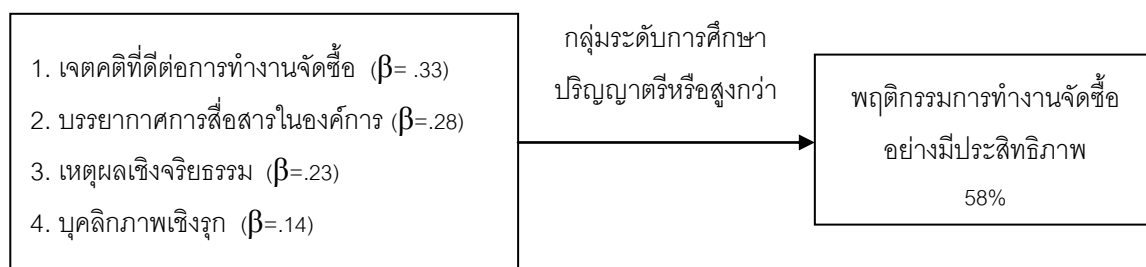 1. เจตคติที่ดีต่อการทำงานจัดซื้อ (β= .33)
2. บรรยากาศการสื่อสารในองค์การ (β=.28)
3. เหตุผลเชิงจริยธรรม (β=.23)
4. บุคลิกภาพเชิงรุก (β=.14)
กลุ่มระดับการศึกษา
ปริญญาตรีหรือสูงกว่า
พฤติกรรมการทำงานจัดซื้อ
อย่างมีประสิทธิภาพ
58%